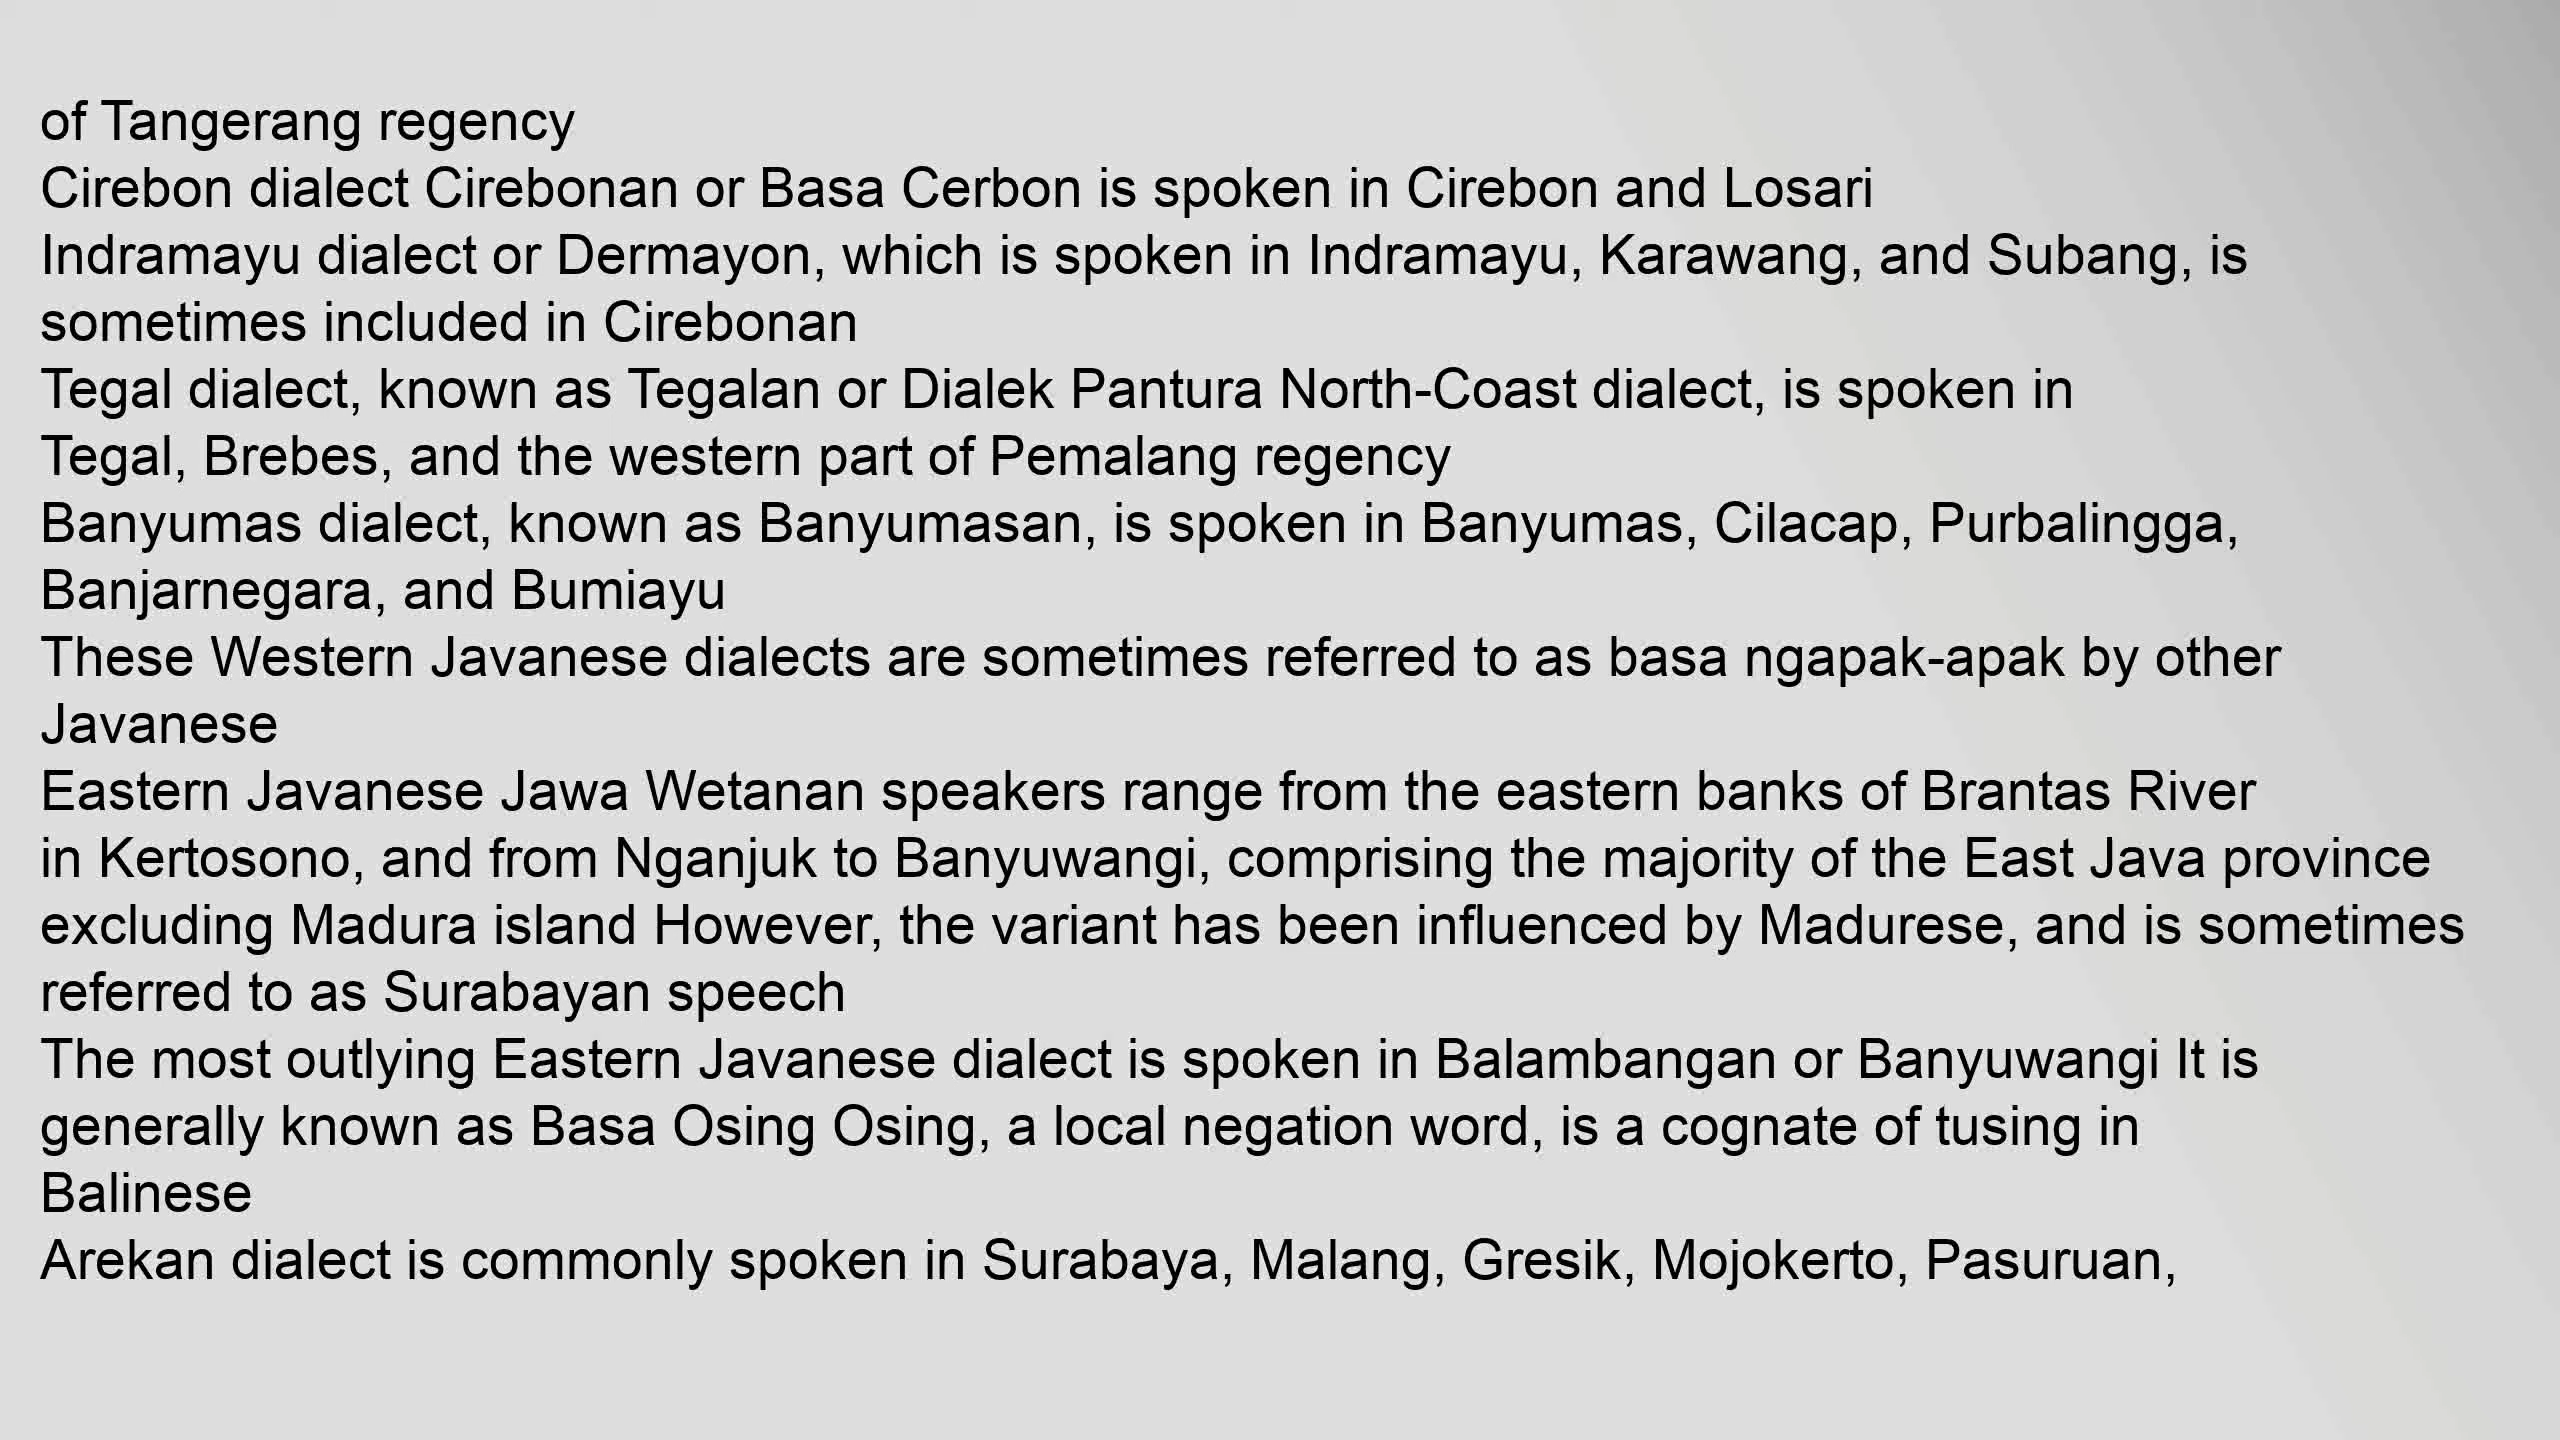 of Tangerang regency
Cirebon dialect Cirebonan or Basa Cerbon is spoken in Cirebon and Losari
Indramayu dialect or Dermayon, which is spoken in Indramayu, Karawang, and Subang, is
sometimes included in Cirebonan
Tegal dialect, known as Tegalan or Dialek Pantura North-Coast dialect, is spoken in
Tegal, Brebes, and the western part of Pemalang regency
Banyumas dialect, known as Banyumasan, is spoken in Banyumas, Cilacap, Purbalingga,
Banjarnegara, and Bumiayu
These Western Javanese dialects are sometimes referred to as basa ngapak-apak by other
Javanese
Eastern Javanese Jawa Wetanan speakers range from the eastern banks of Brantas River
in Kertosono, and from Nganjuk to Banyuwangi, comprising the majority of the East Java province
excluding Madura island However, the variant has been influenced by Madurese, and is sometimes
referred to as Surabayan speech
The most outlying Eastern Javanese dialect is spoken in Balambangan or Banyuwangi It is
generally known as Basa Osing Osing, a local negation word, is a cognate of tusing in
Balinese
Arekan dialect is commonly spoken in Surabaya, Malang, Gresik, Mojokerto, Pasuruan,